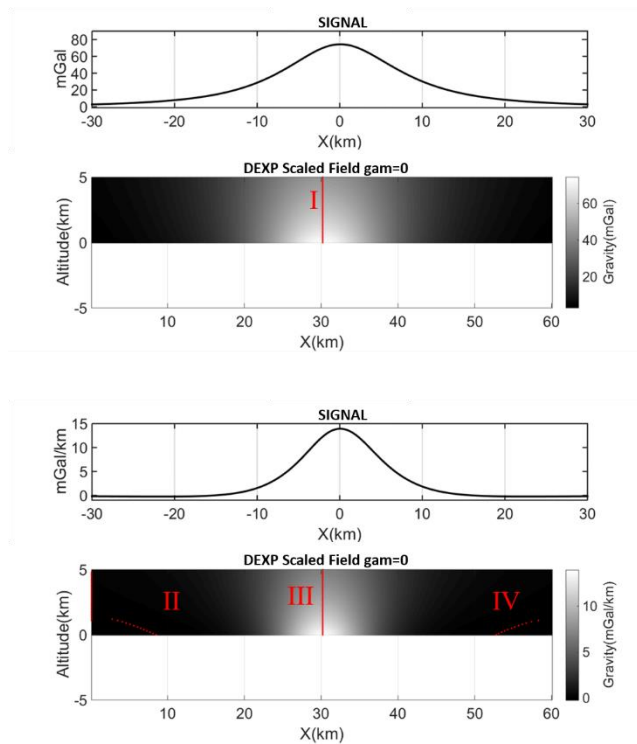 SIGNAL
mGal
80
60
40
20
0
-30 -20 -10 0 10 20 30
X(km)
DEXP Scaled Field gam=0
Altitude(km)
5
0
-5
I
10 20 30 40 50 60
X(km)
60
40
20
Gravity(mGal)
SIGNAL
mGal/km
15
10
5
0
-30 -20 -10 0 10 20 30
X(km)
DEXP Scaled Field gam=0
Altitude(km)
5
0
-5
II III IV
10 20 30 40 50 60
X(km)
10
5
0
Gravity(mGal/km)